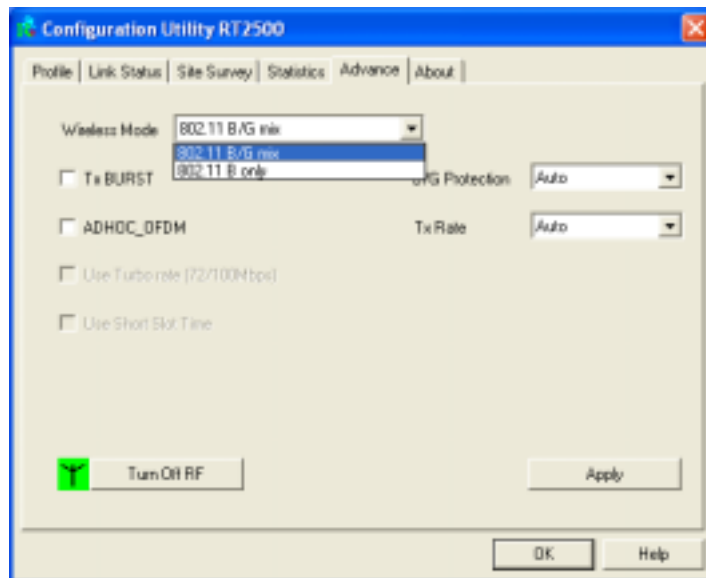 Configuration Utility RT2500
Profile Link Status Site Survey Statistics Advance About
Wireless Mode 802.11 B/G mix
802.11 B/G mix
802.11 B only
Tx BURST Protection Auto
ADHOC_OFDM Tx Rate Auto
Use Turbo rate (72/100Mbps)
Use Short Slot Time
Turn Off RF Apply
OK Help